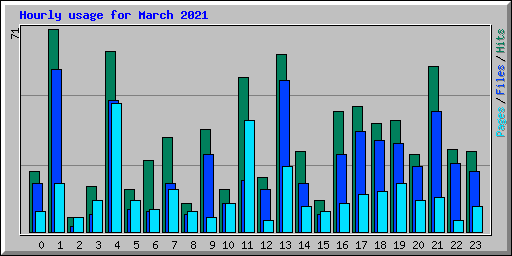 Hourly usage for March 2021
71
Pages / Files / Hits
0 1 2 3 4 5 6 7 8 9 10 11 12 13 14 15 16 17 18 19 20 21 22 23